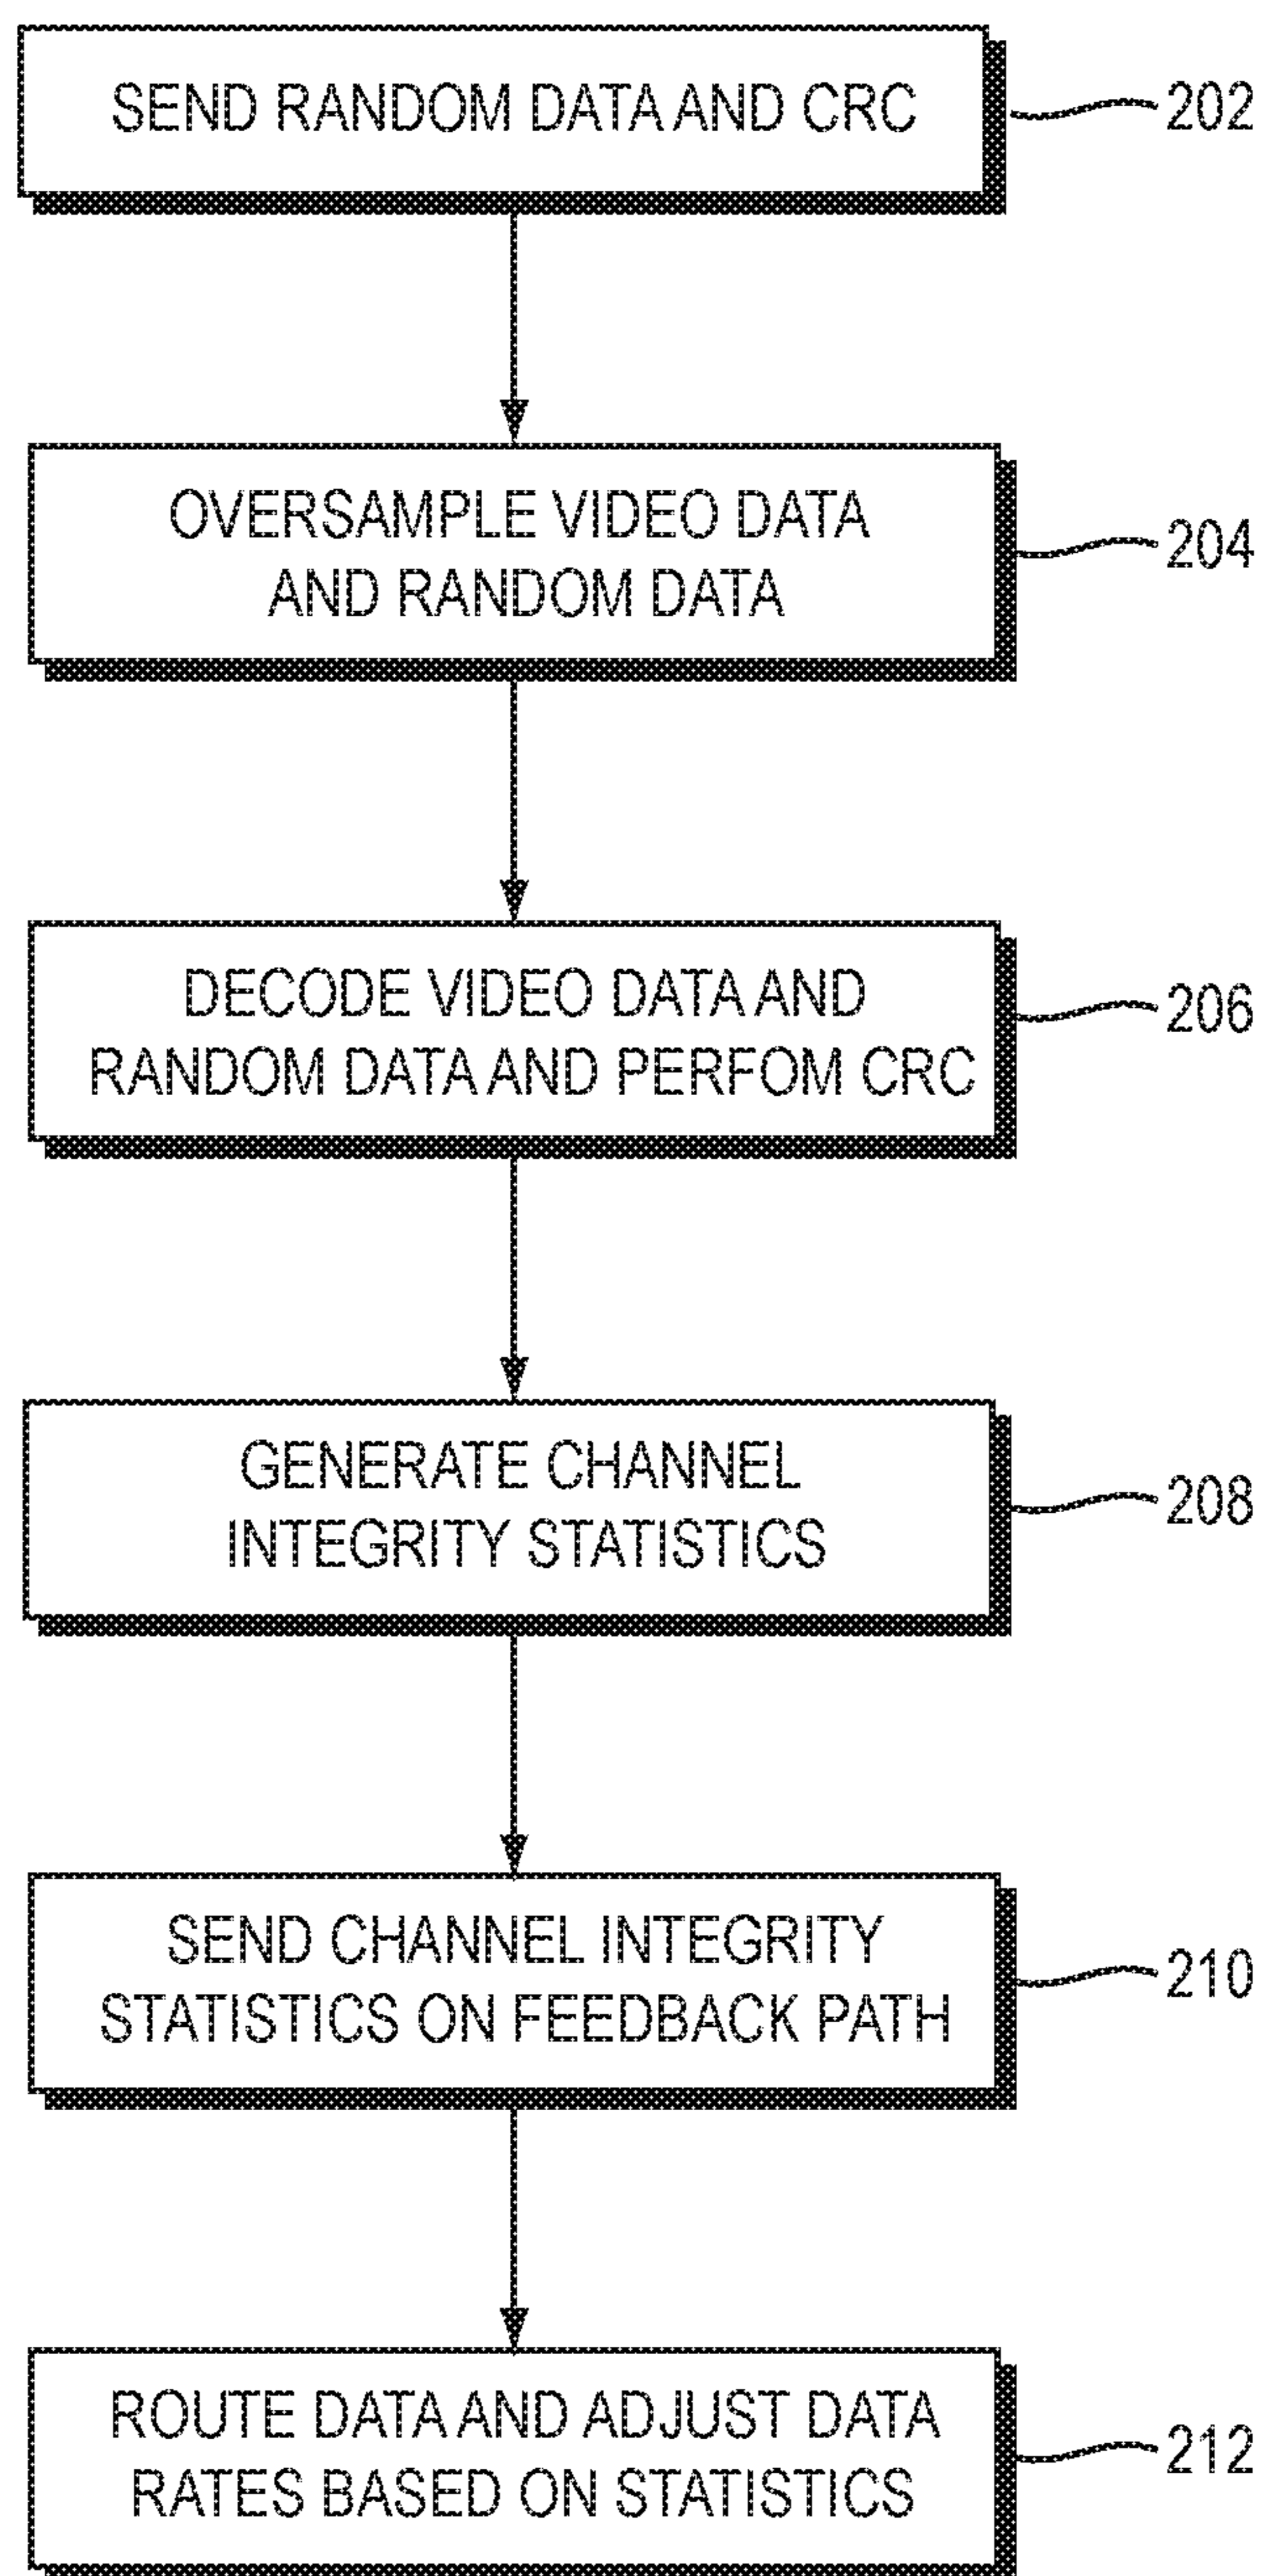 SEND RANDOM DATA AND CRC
202
OVERSAMPLE VIDEO DATA
AND RANDOM DATA
204
DECODE VIDEO DATA AND
RANDOM DATA AND PERFOM CRC
206
GENERATE CHANNEL
INTEGRITY STATISTICS
208
SEND CHANNEL INTEGRITY
STATISTICS ON FEEDBACK PATH
210
ROUTE DATA AND ADJUST DATA
RATES BASED ON STATISTICS
212